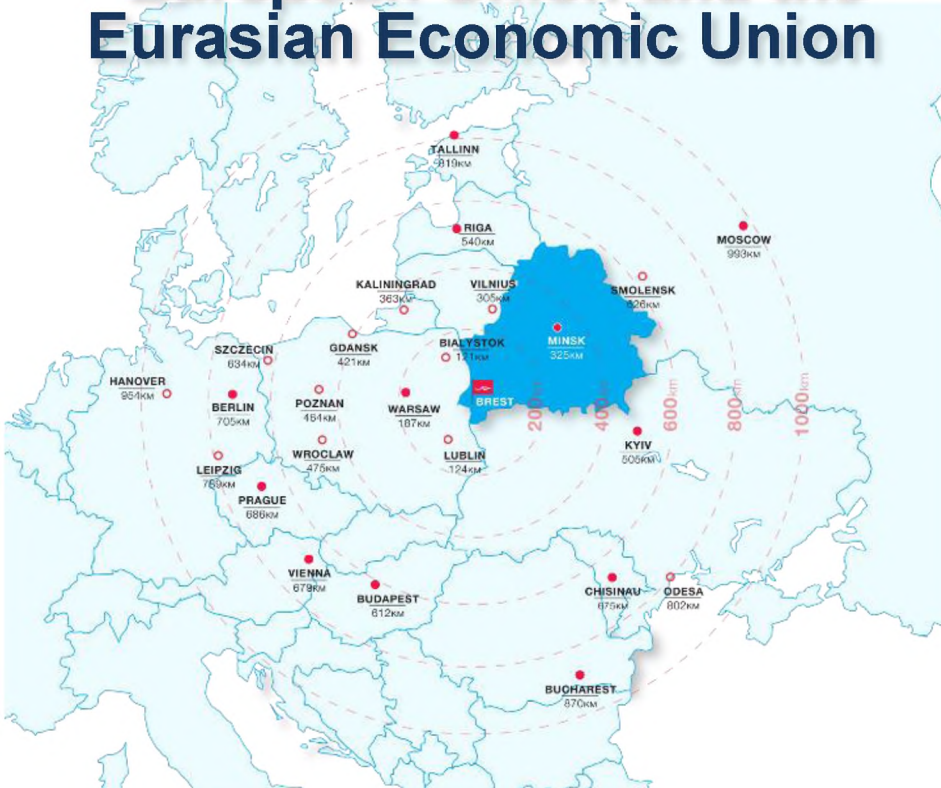 Eurasian Economic Union
TALLINN
819км
RIGA
540км
MOSCOW
993км
KALININGRAD
363км
VILNIUS
305км
SMOLENSK
626км
MINSK
325км
BIALYSTOK
121км
GDANSK
421км
SZCZECIN
634км
HANOVER
954км
BERLIN
705км
POZNAN
464км
WARSAW
187км
BREST
200km
400km
600km
800km
1000km
KYIV
505км
LUBLIN
124км
WROCLAW
475км
LEIPZIG
769км
PRAGUE
686км
VIENNA
679км
BUDAPEST
612км
CHISINAU
675км
ODESA
802км
BUCHAREST
870км